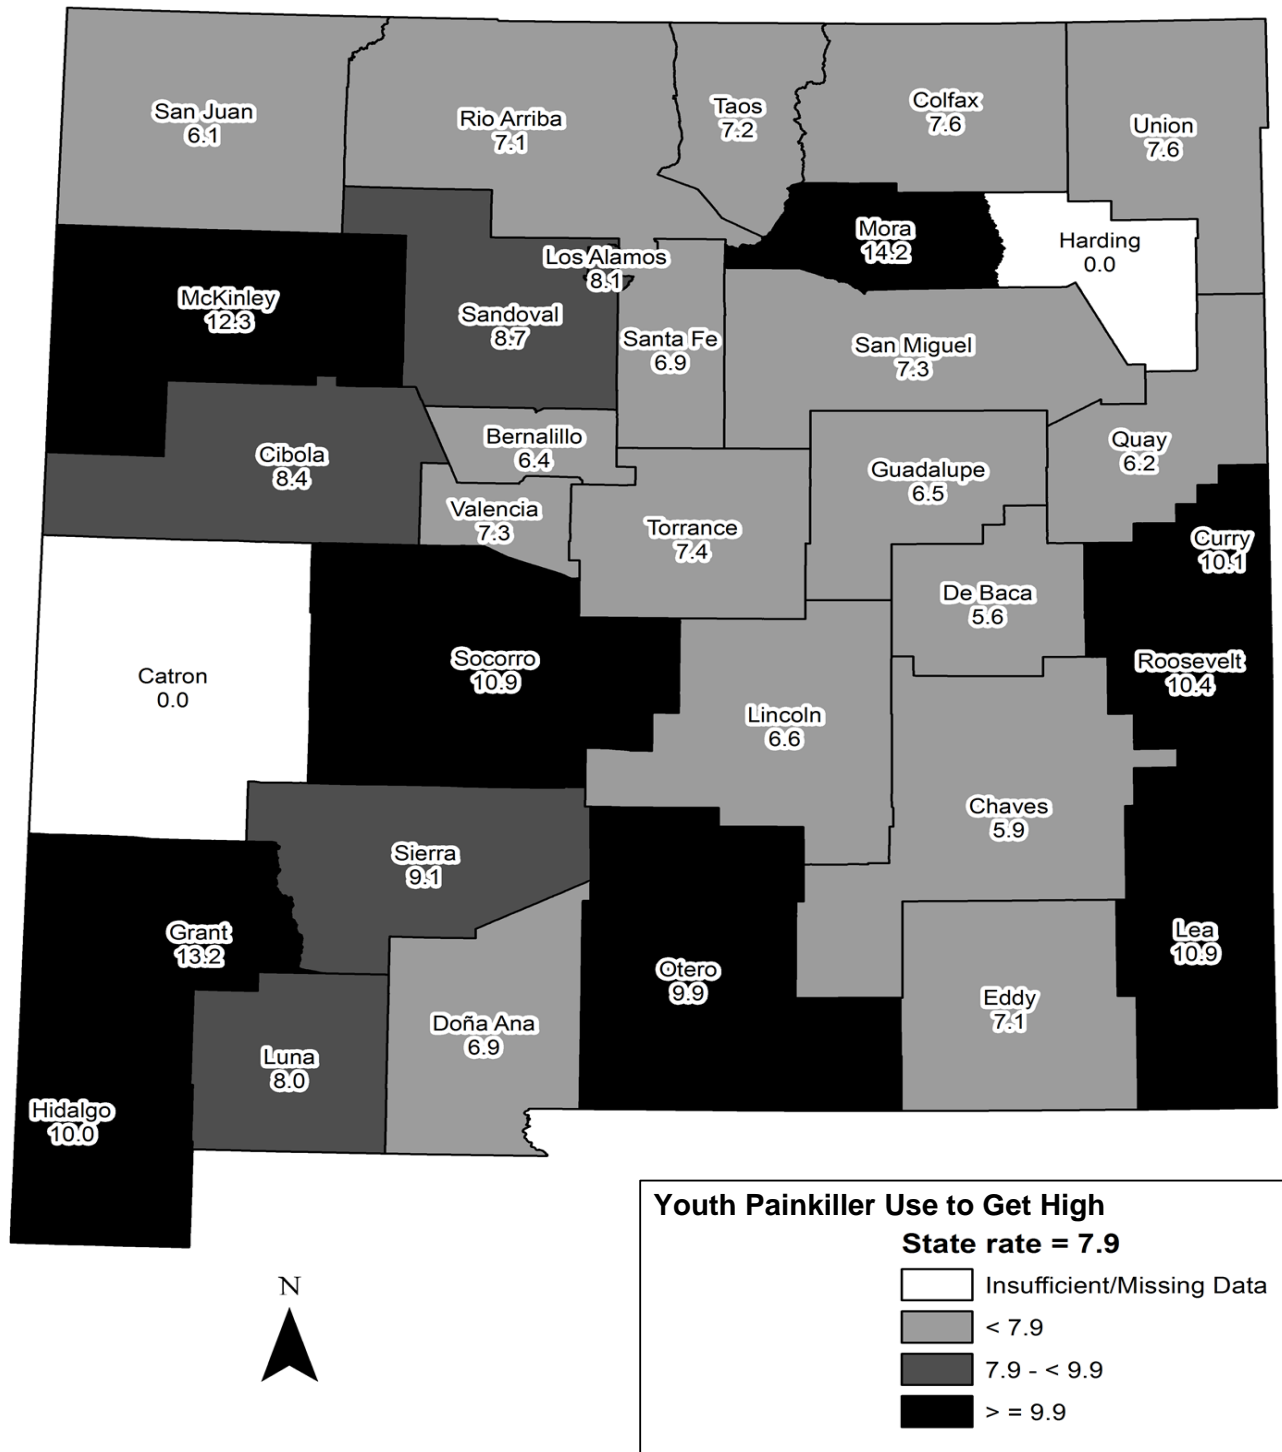 San Juan
6.1
Rio Arriba
7.1
Taos
7.2
Colfax
7.6
Union
7.6
Mora
14.2
Harding
0.0
Los Alamos
8.1
McKinley
12.3
Sandoval
8.7
Santa Fe
6.9
San Miguel
7.3
Bernalillo
6.4
Quay
6.2
Cibola
8.4
Guadalupe
6.5
Valencia
7.3
Torrance
7.4
Curry
10.1
De Baca
5.6
Socorro
10.9
Roosevelt
10.4
Catron
0.0
Lincoln
6.6
Chaves
5.9
Sierra
9.1
Grant
13.2
Lea
10.9
Otero
9.9
Eddy
7.1
Doña Ana
6.9
Luna
8.0
Hidalgo
10.0
Youth Painkiller Use to Get High
State rate = 7.9
Insufficient/Missing Data
< 7.9
7.9 - < 9.9
> = 9.9
N